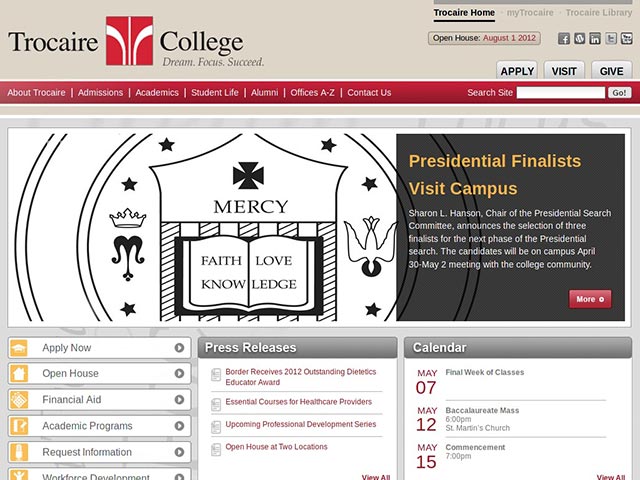 Trocaire Home · myTrocaire · Trocaire Library
Trocaire College
Dream. Focus. Succeed.
Open House: August 1 2012
APPLY VISIT GIVE
About Trocaire | Admissions | Academics | Student Life | Alumni | Offices A-Z | Contact Us
Search Site Go!
MERCY
FAITH LOVE
KNOW LEDGE
Presidential Finalists
Visit Campus
Sharon L. Hanson, Chair of the Presidential Search
Committee, announces the selection of three
finalists for the next phase of the Presidential
search. The candidates will be on campus April
30-May 2 meeting with the college community.
More
Apply Now
Open House
Financial Aid
Academic Programs
Request Information
Workforce Development
Press Releases
Border Receives 2012 Outstanding Dietetics
Educator Award
Essential Courses for Healthcare Providers
Upcoming Professional Development Series
Open House at Two Locations
View All
Calendar
MAY
07
Final Week of Classes
MAY
12
Baccalaureate Mass
6:00pm
St. Martin's Church
MAY
15
Commencement
7:00pm
View All